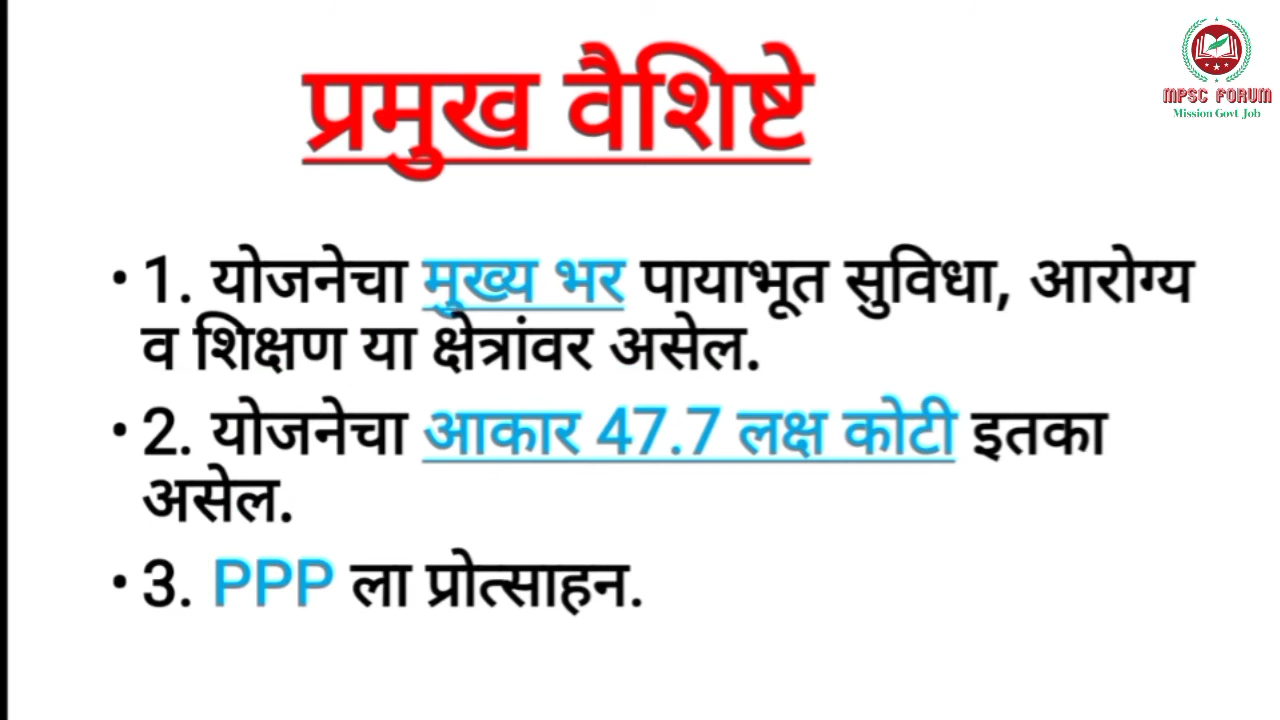 MPSC FORUM
Mission Govt Job
प्रमुख वैशिष्टे
• 1. योजनेचा मुख्य भर पायाभूत सुविधा, आरोग्य
व शिक्षण या क्षेत्रांवर असेल.
• 2. योजनेचा आकार 47.7 लक्ष कोटी इतका
असेल.
• 3. PPP ला प्रोत्साहन.